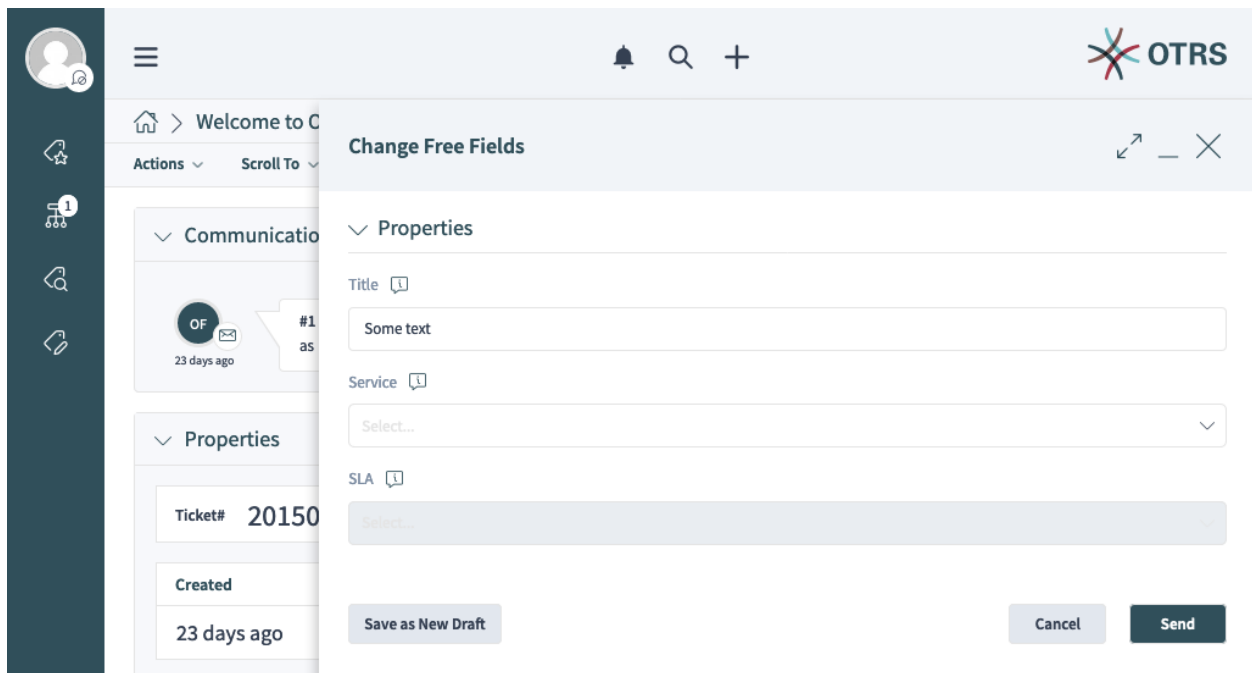 OTRS
Welcome to O
Actions
Scroll To
Change Free Fields
1
Properties
Communicatio
Title
Some text
OF
#1
as
23 days ago
Service
Select...
Properties
SLA
Select...
Ticket# 20150
Created
23 days ago
Save as New Draft
Cancel
Send